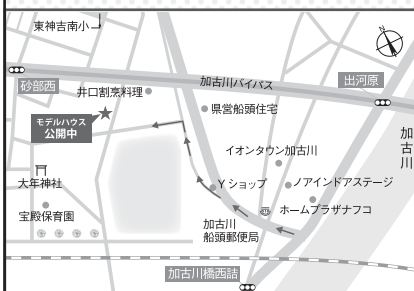 東神吉南小
N
砂部西
井口割烹料理
加古川バイパス
出河原
モデルハウス
公開中
県営船頭住宅
加古川
イオンタウン加古川
大年神社
Yショップ
ノアインドアステージ
宝殿保育園
ホームプラザナフコ
加古川
船頭郵便局
加古川橋西詰